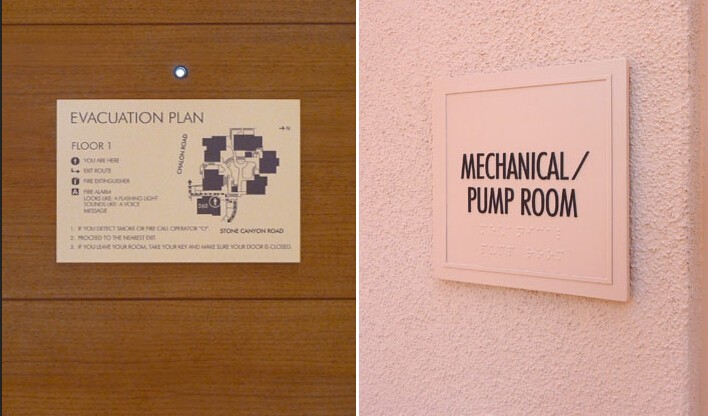 EVACUATION PLAN
FLOOR 1
YOU ARE HERE
EXIT ROUTE
FIRE EXTINGUISHER
FIRE ALARM
LOOKS LIKE: A FLASHING LIGHT
SOUNDS LIKE: A VOICE
MESSAGE
CHALON ROAD
N
260
STONE CANYON ROAD
1. IF YOU DETECT SMOKE OR FIRE CALL OPERATOR "O".
2. PROCEED TO THE NEAREST EXIT.
3. IF YOU LEAVE YOUR ROOM, TAKE YOUR KEY AND MAKE SURE YOUR DOOR IS CLOSED.
MECHANICAL/
PUMP ROOM